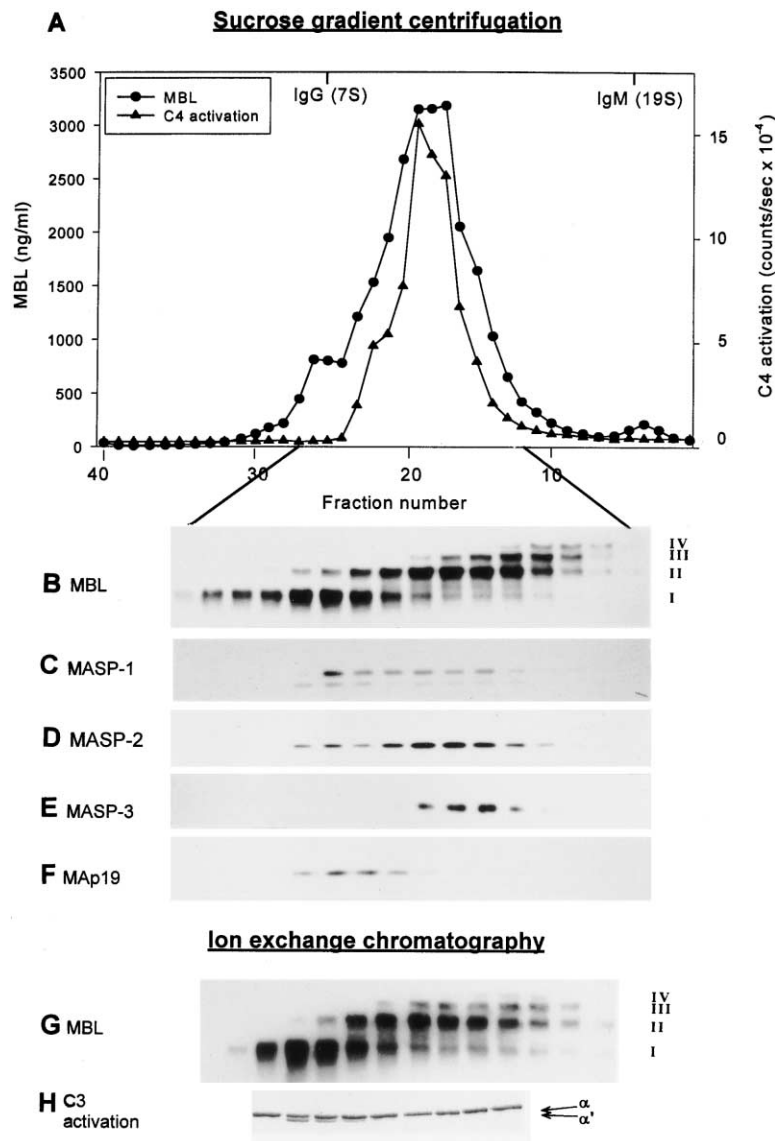 A Sucrose gradient centrifugation
3500
3000
2500
2000
1500
1000
500
0
MBL (ng/ml)
MBL
C4 activation
IgG (7S)
IgM (19S)
15
10
5
0
C4 activation (counts/sec x 10⁻⁴)
40
30
20
10
Fraction number
B MBL
IV
III
II
I
C MASP-1
D MASP-2
E MASP-3
F MAp19
Ion exchange chromatography
G MBL
IV
III
II
I
H C3
activation
α
α'